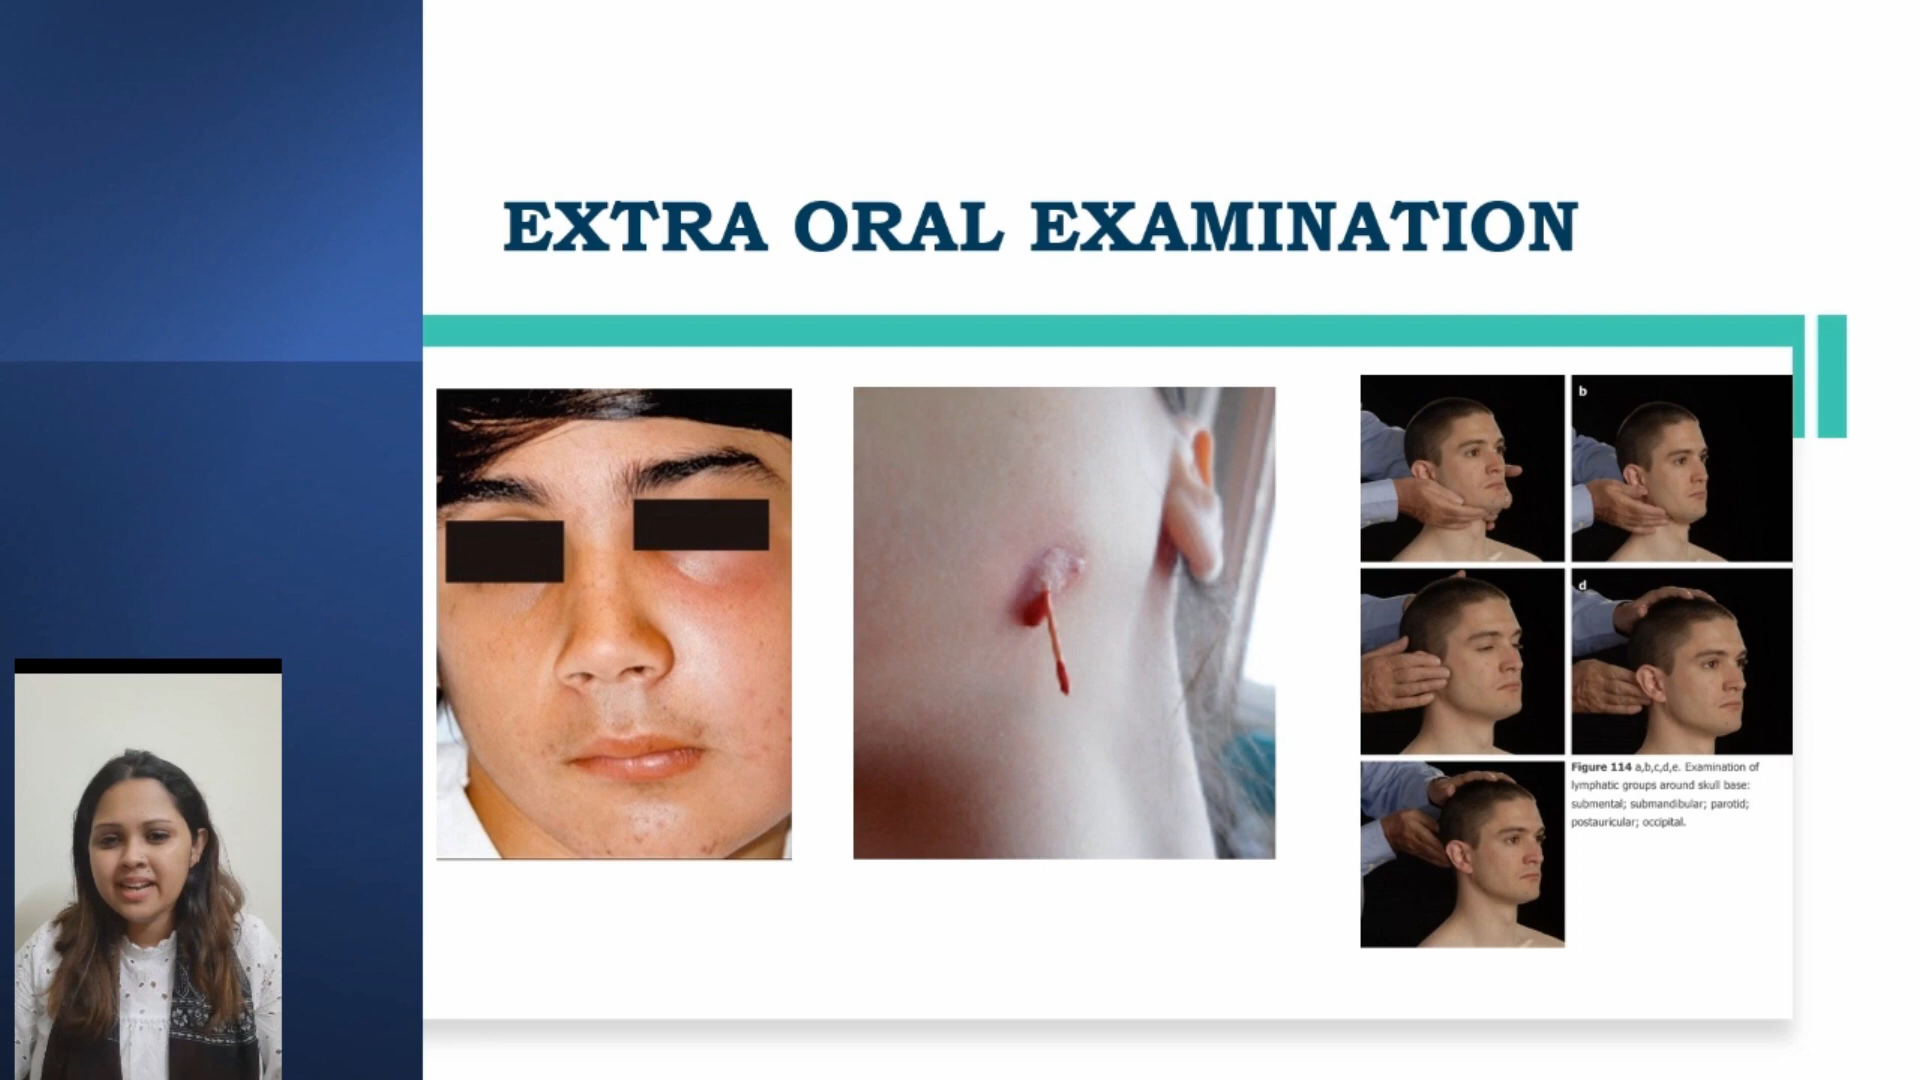 EXTRA ORAL EXAMINATION
b
d
Figure 114 a,b,c,d,e. Examination of
lymphatic groups around skull base:
submental; submandibular; parotid;
postauricular; occipital.